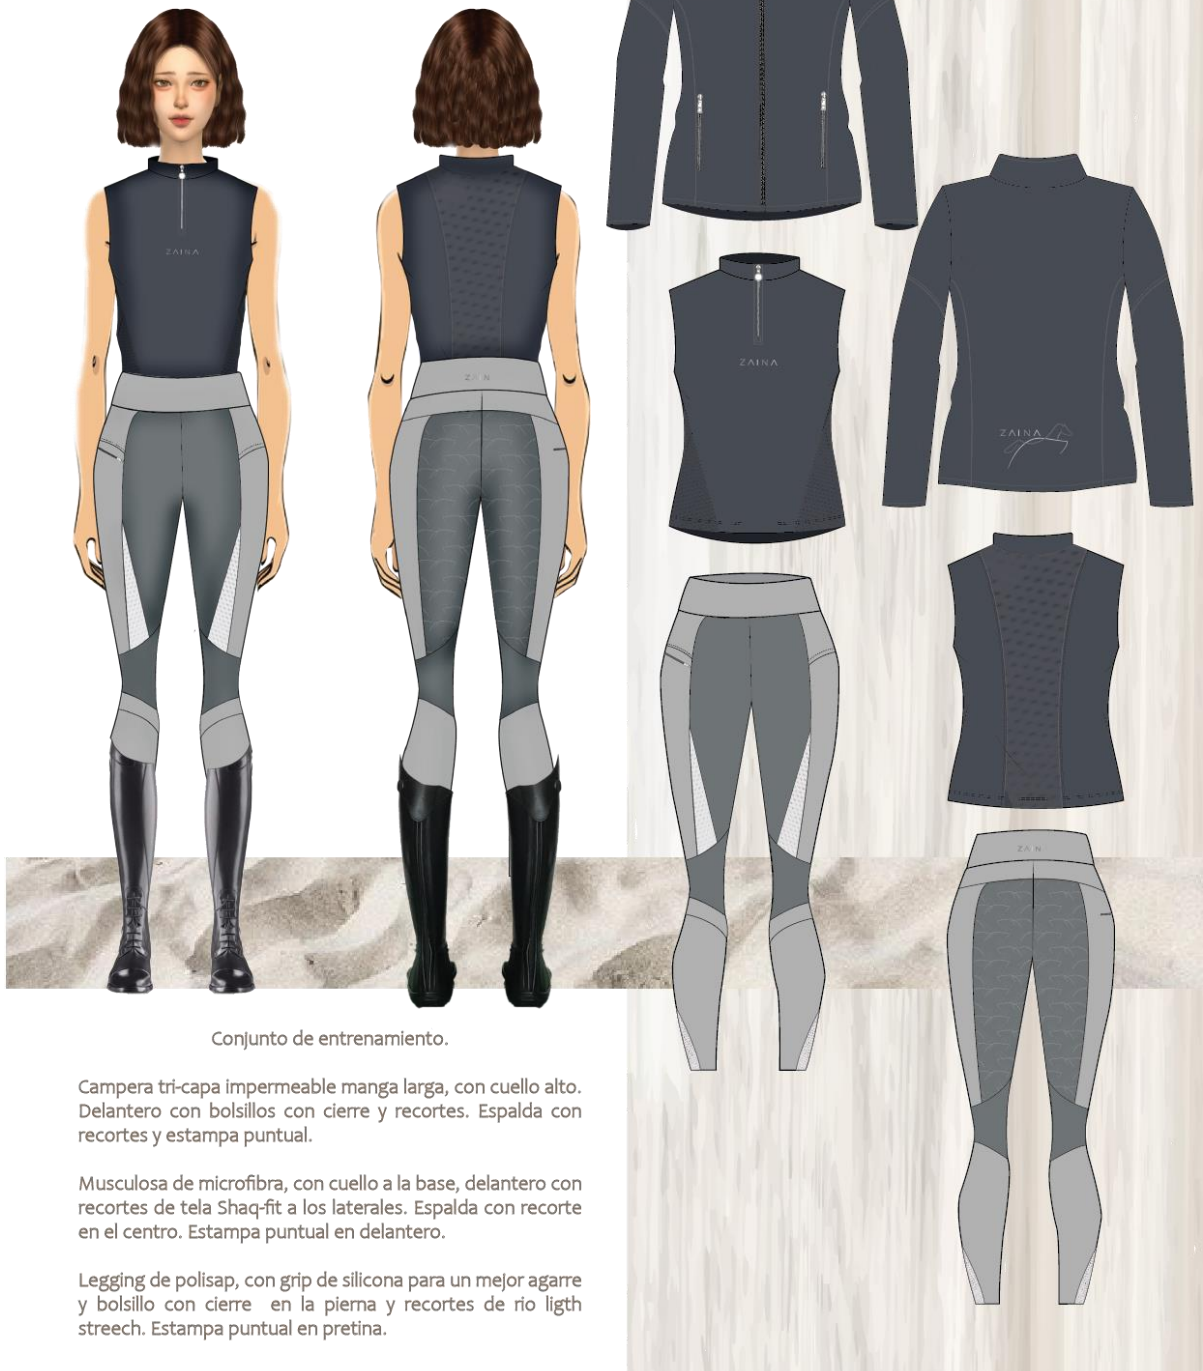 ZAINA
ZAIN
ZAINA
ZAINA
ZAIN
Conjunto de entrenamiento.
Campera tri-capa impermeable manga larga, con cuello alto.
Delantero con bolsillos con cierre y recortes. Espalda con
recortes y estampa puntual.
Musculosa de microfibra, con cuello a la base, delantero con
recortes de tela Shaq-fit a los laterales. Espalda con recorte
en el centro. Estampa puntual en delantero.
Legging de polisap, con grip de silicona para un mejor agarre
y bolsillo con cierre en la pierna y recortes de rio ligth
streech. Estampa puntual en pretina.